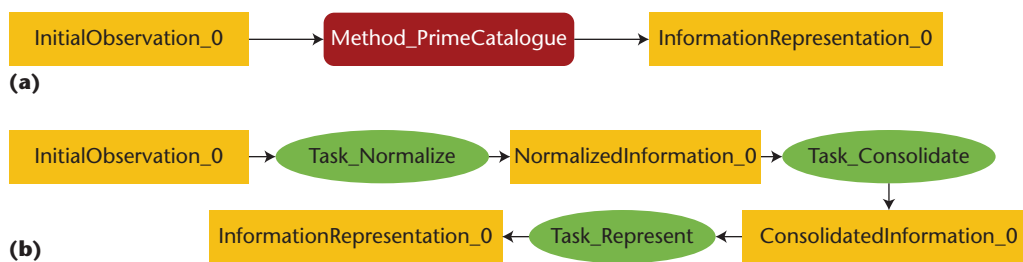 InitialObservation_0 Method_PrimeCatalogue InformationRepresentation_0
(a)
InitialObservation_0 Task_Normalize NormalizedInformation_0 Task_Consolidate
(b) InformationRepresentation_0 Task_Represent ConsolidatedInformation_0